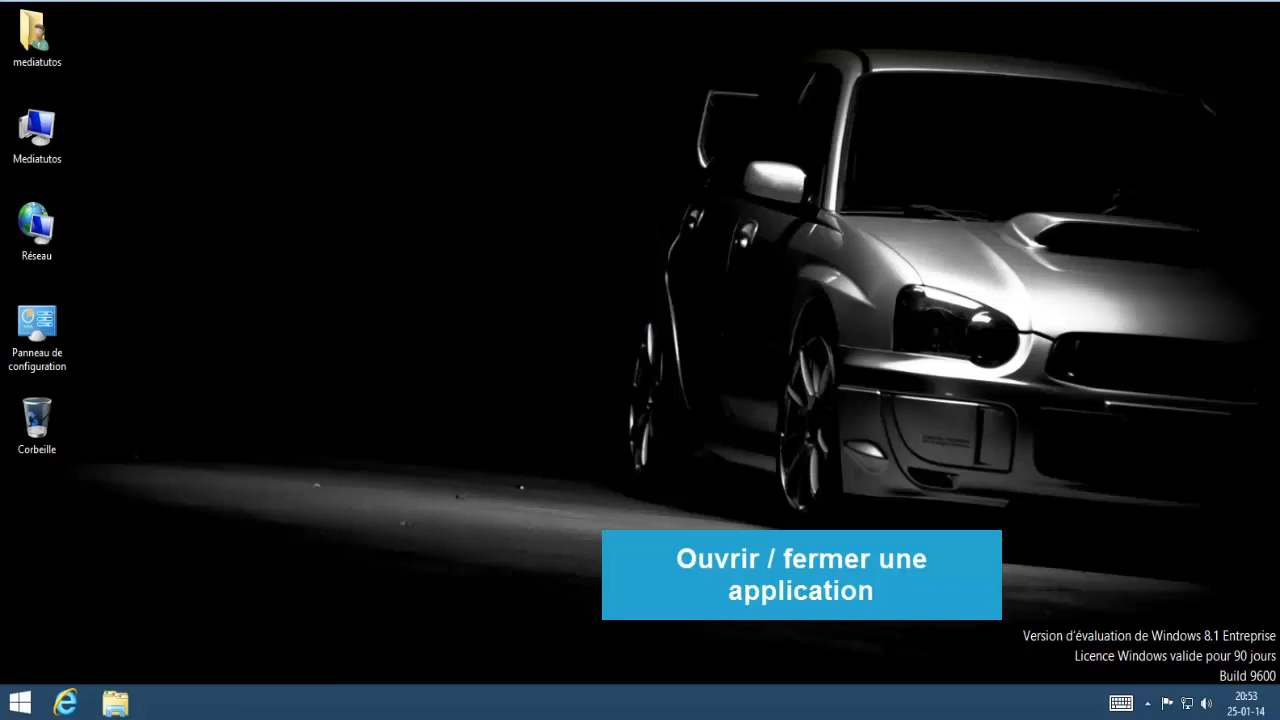 mediatutos
Mediatutos
Réseau
Panneau de
configuration
Corbeille
Ouvrir / fermer une
application
Version d'évaluation de Windows 8.1 Entreprise
Licence Windows valide pour 90 jours
Build 9600
20:53
25-01-14